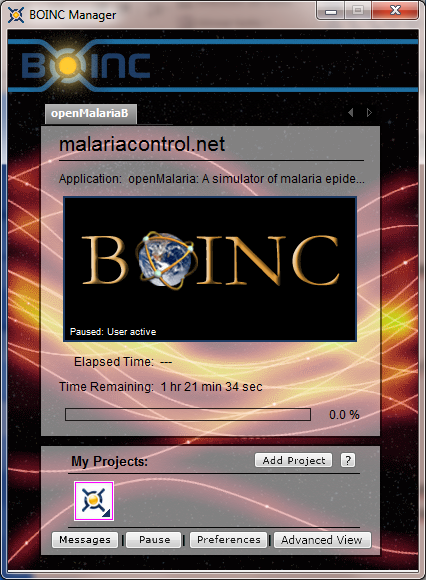 BOINC Manager
BOINC
openMalariaB
malariacontrol.net
Application: openMalaria: A simulator of malaria epide...
BOINC
Paused: User active
Elapsed Time: ---
Time Remaining: 1 hr 21 min 34 sec
0.0 %
My Projects:
Add Project
?
Messages
Pause
Preferences
Advanced View